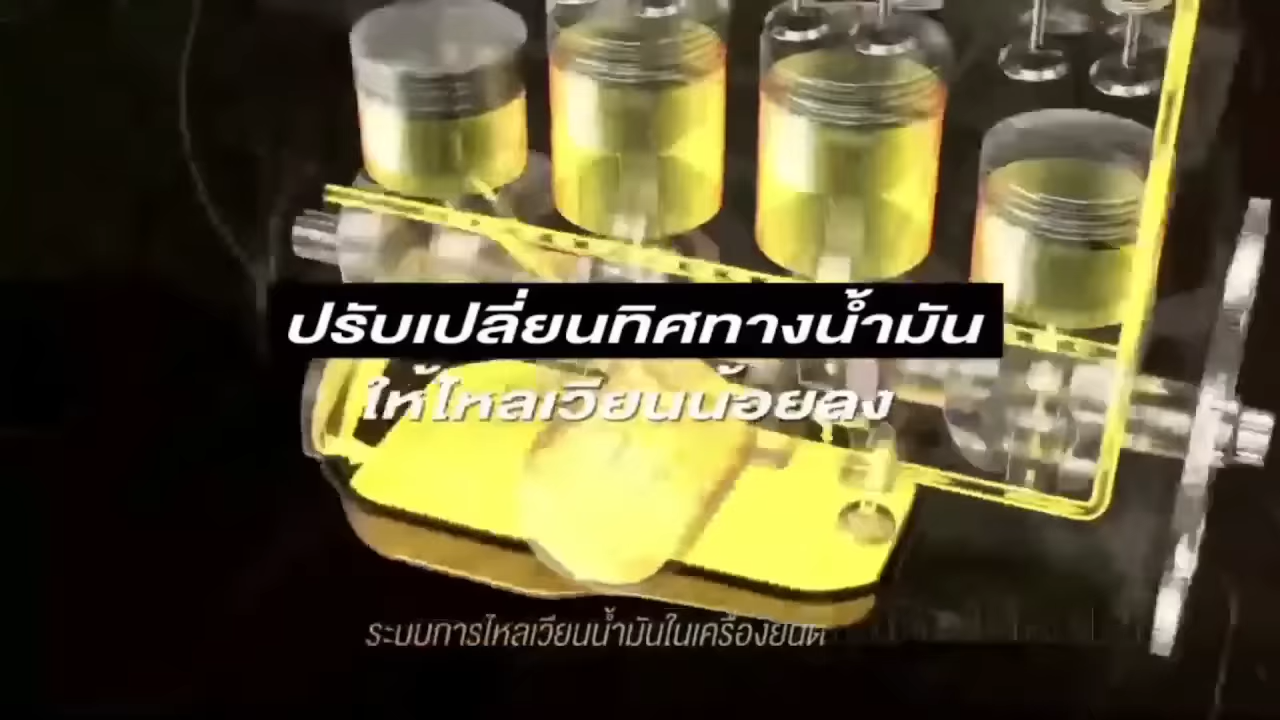 ปรับเปลี่ยนทิศทางน้ำมัน
ให้ไหลเวียนน้อยลง
ระบบการไหลเวียนน้ำมันในเครื่องยนต์